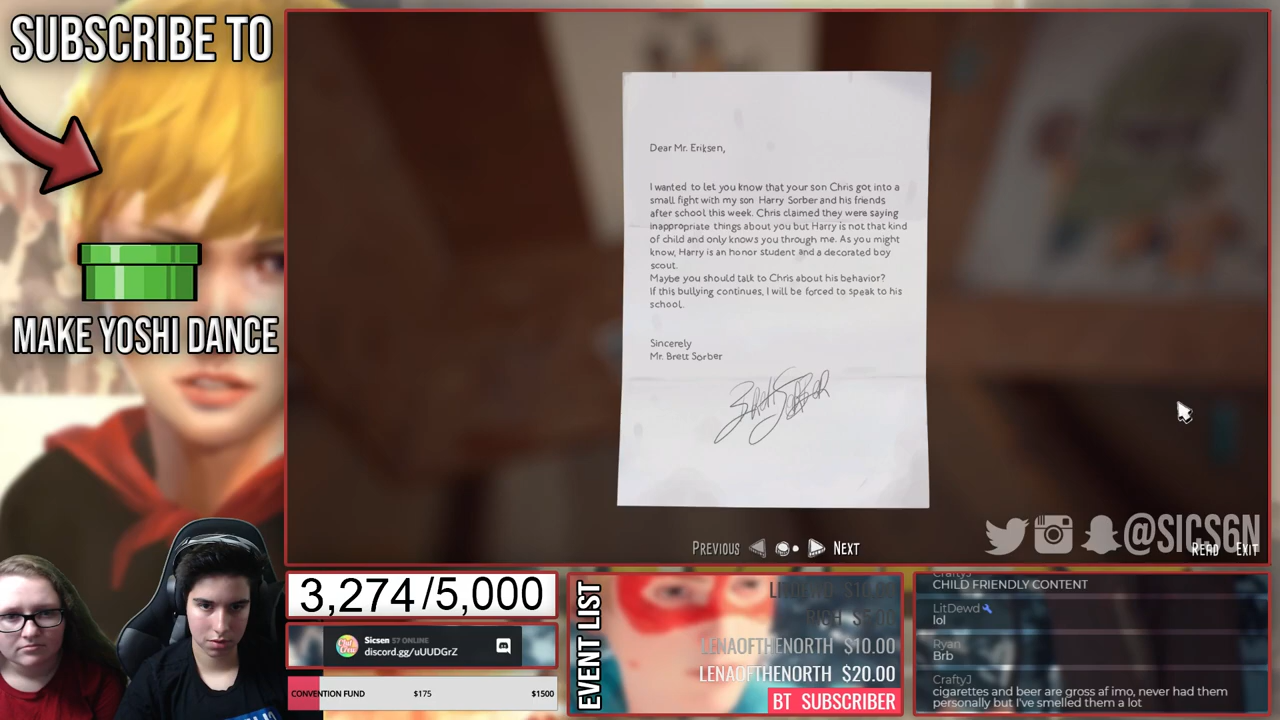 SUBSCRIBE TO
MAKE YOSHI DANCE
Dear Mr. Eriksen,
I wanted to let you know that your son Chris got into a
small fight with my son Harry Sorber and his friends
after school this week. Chris claimed they were saying
inappropriate things about you but Harry is not that kind
of child and only knows you through me. As you might
know, Harry is an honor student and a decorated boy
scout.
Maybe you should talk to Chris about his behavior?
If this bullying continues, I will be forced to speak to his
school.
Sincerely
Mr. Brett Sorber
Brett Sorber
PREVIOUS NEXT
@SICS6N
READ EXIT
3,274/5,000
Sicsen 57 ONLINE
discord.gg/uUUDGrZ
CONVENTION FUND $175 $1500
EVENT LIST
LENAOFTHENORTH $10.00
LENAOFTHENORTH $20.00
BT SUBSCRIBER
CraftyJ
CHILD FRIENDLY CONTENT
LitDewd
lol
Ryan
Brb
CraftyJ
cigarettes and beer are gross af imo, never had them
personally but I've smelled them a lot